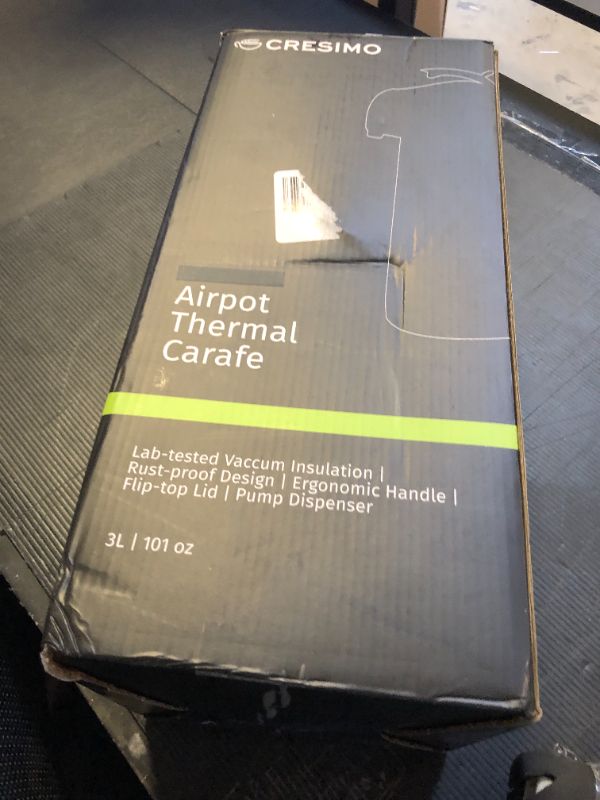 CRESIMO
Airpot
Thermal
Carafe
Lab-tested Vaccum Insulation |
Rust-proof Design | Ergonomic Handle |
Flip-top Lid | Pump Dispenser
3L | 101 oz